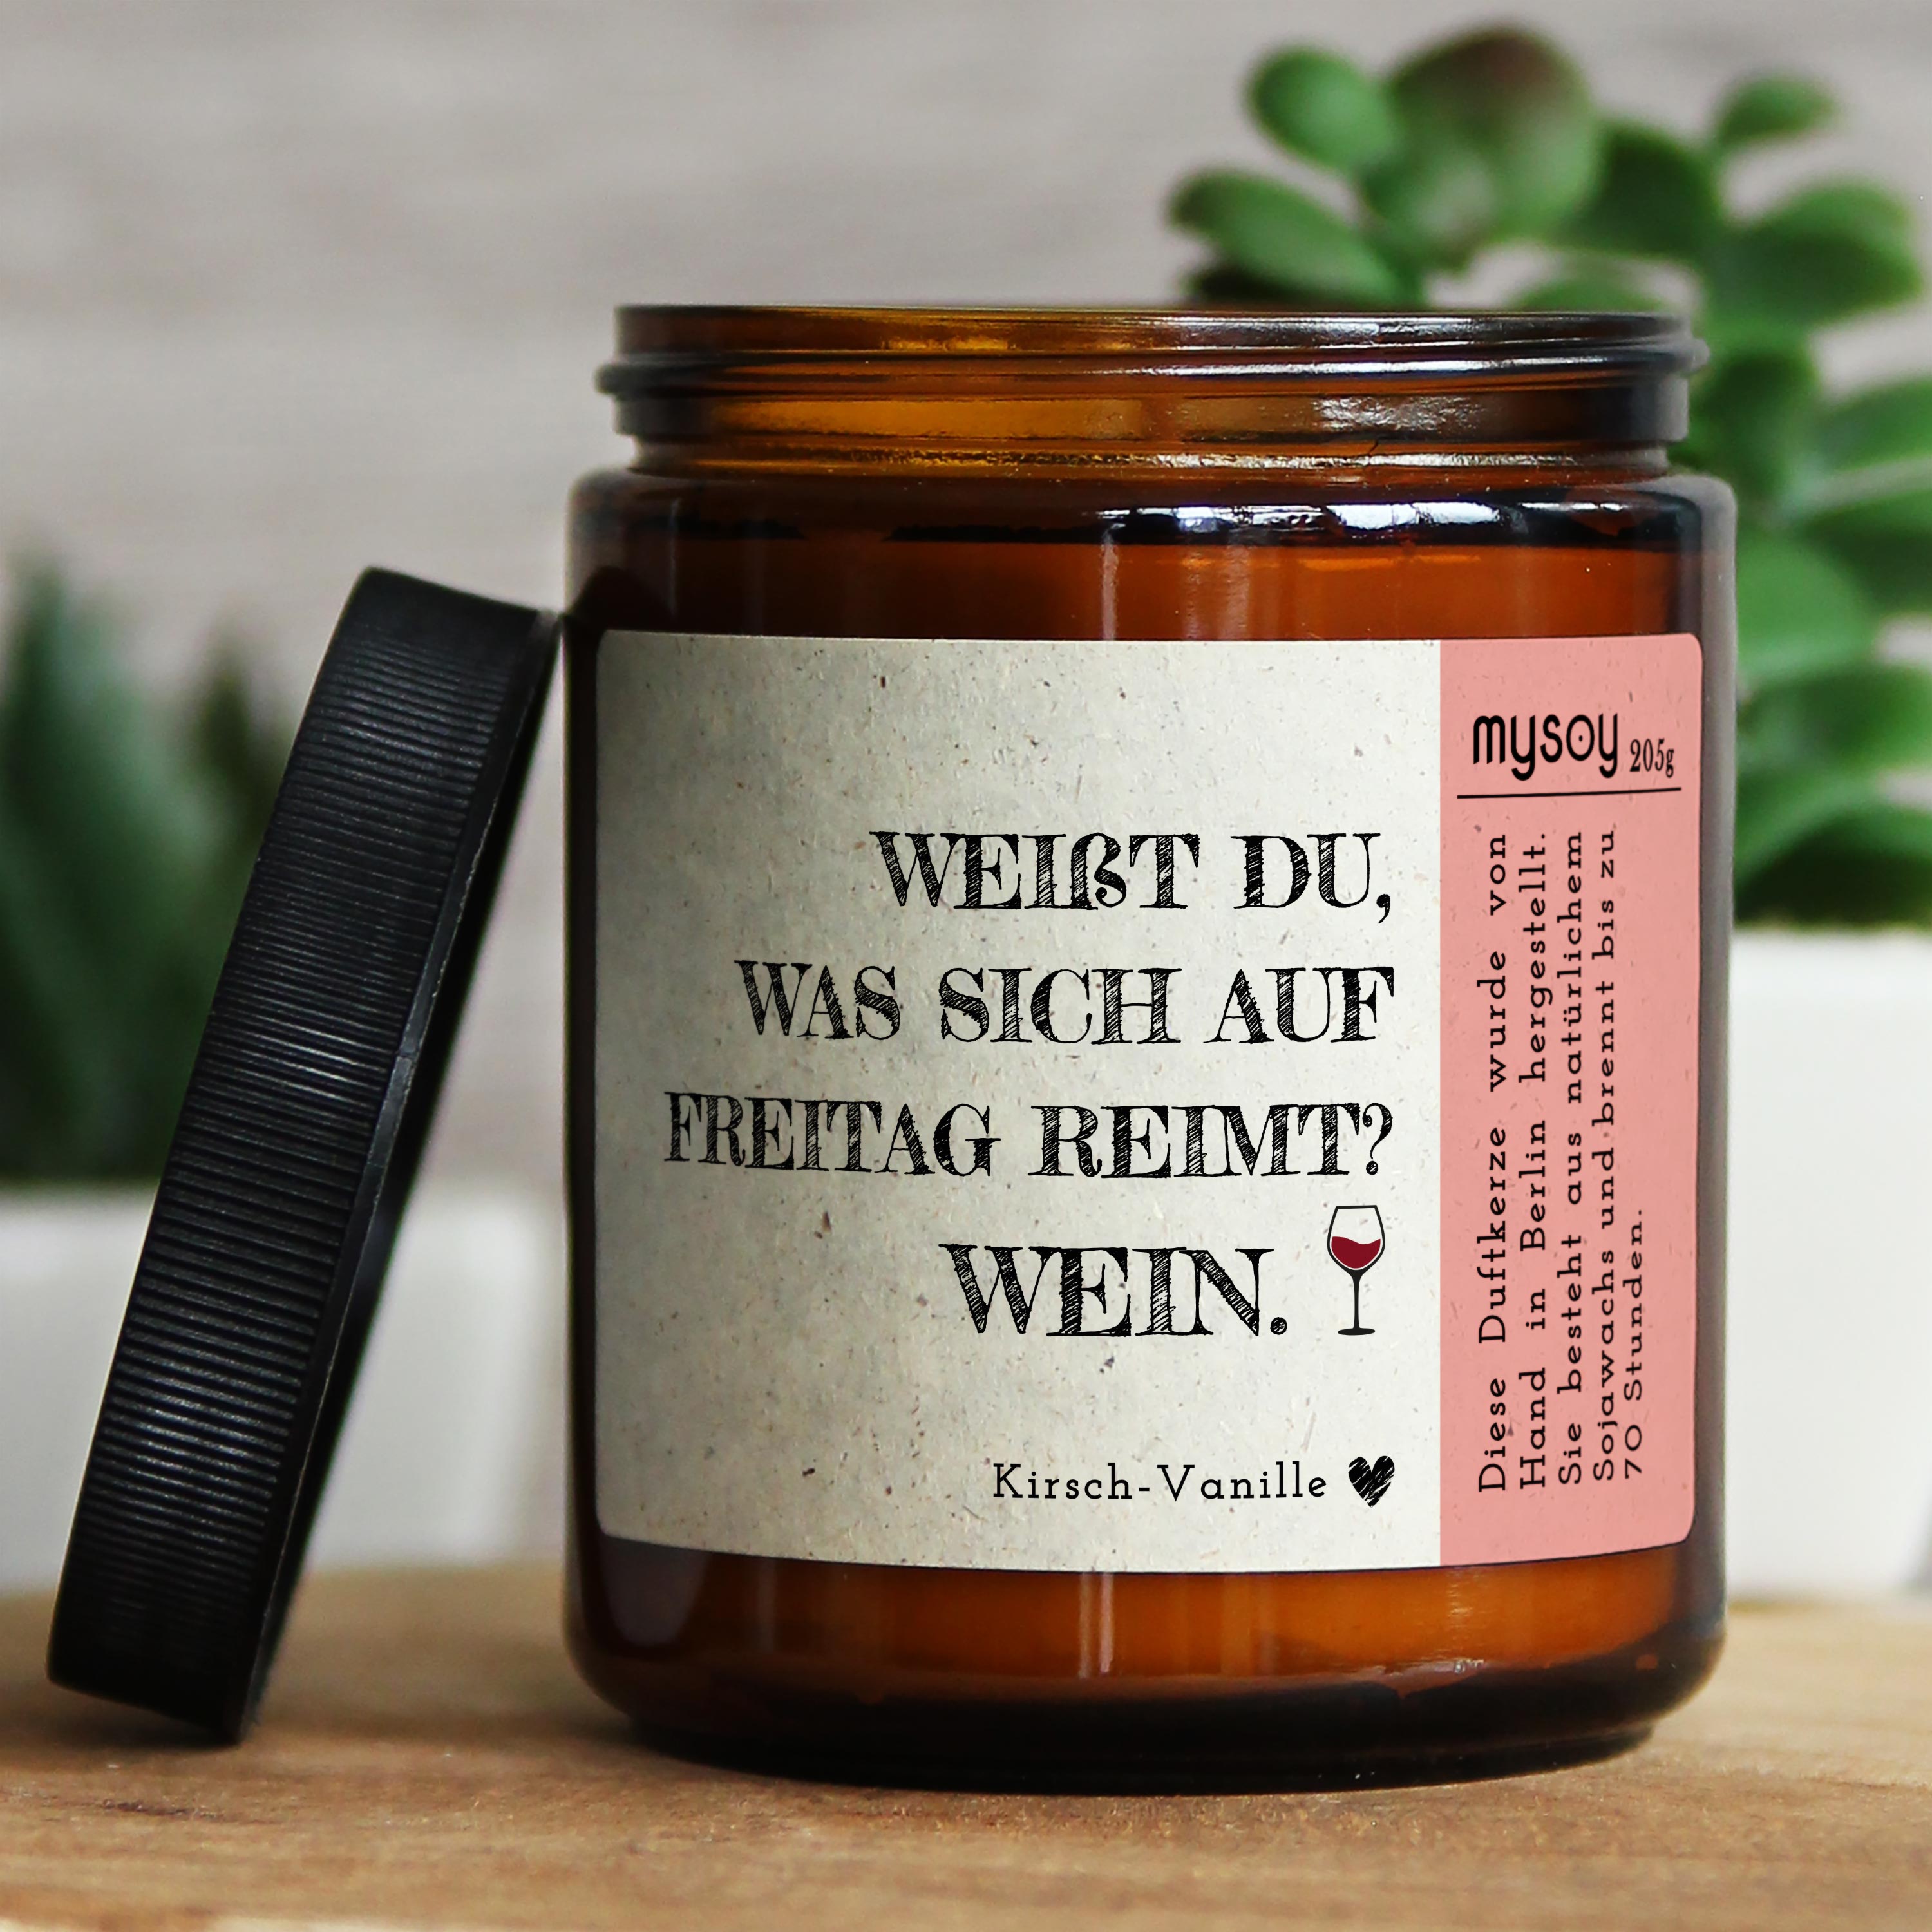 WEIßT DU,
WAS SICH AUF
FREITAG REIMT?
WEIN.
Kirsch-Vanille
mysoy 205g
Diese Duftkerze wurde von
Hand in Berlin hergestellt.
Sie besteht aus natürlichem
Sojawachs und brennt bis zu
70 Stunden.